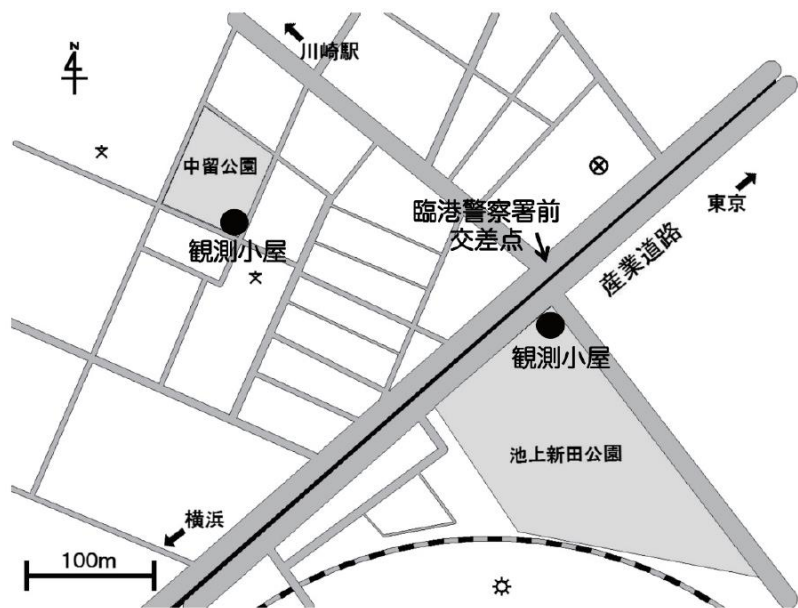 N
川崎駅
中留公園
観測小屋
臨港警察署前
交差点
東京
産業道路
観測小屋
池上新田公園
横浜
100m